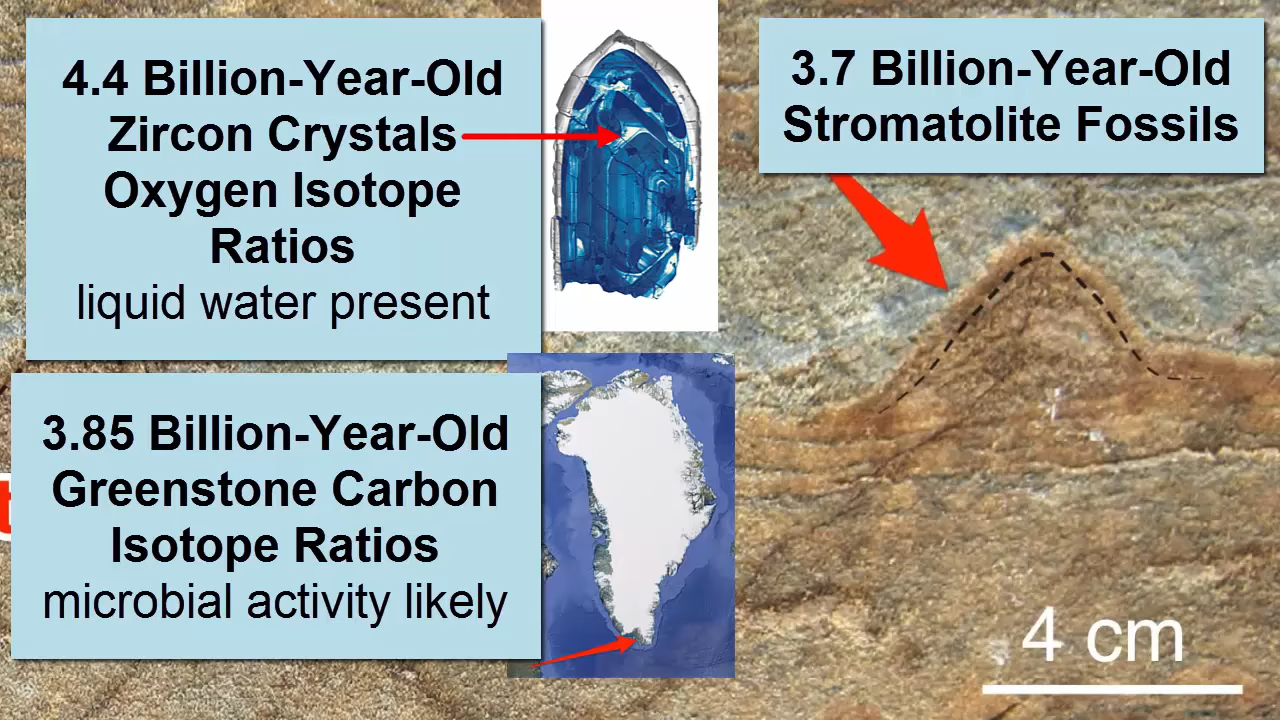 4.4 Billion-Year-Old
Zircon Crystals
Oxygen Isotope
Ratios
liquid water present
3.7 Billion-Year-Old
Stromatolite Fossils
3.85 Billion-Year-Old
Greenstone Carbon
Isotope Ratios
microbial activity likely
4 cm